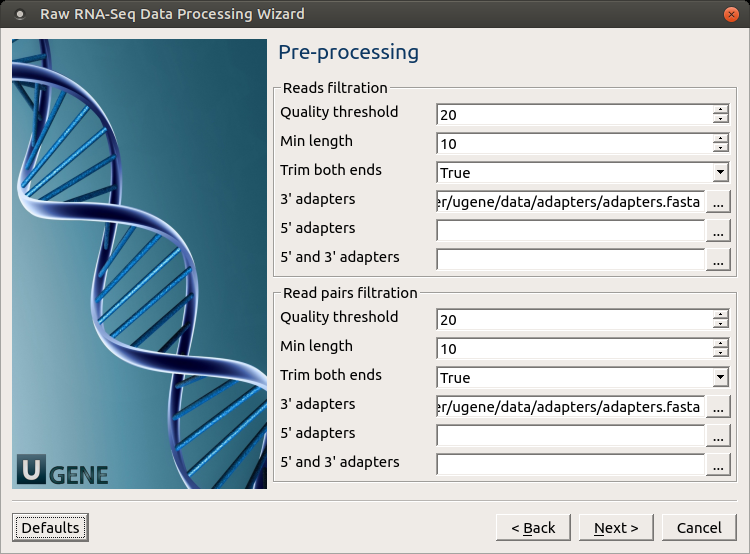 Raw RNA-Seq Data Processing Wizard
Pre-processing
Reads filtration
Quality threshold 20
Min length 10
Trim both ends True
3' adapters er/ugene/data/adapters/adapters.fasta ...
5' adapters ...
5' and 3' adapters ...
Read pairs filtration
Quality threshold 20
Min length 10
Trim both ends True
3' adapters er/ugene/data/adapters/adapters.fasta ...
5' adapters ...
5' and 3' adapters ...
U GENE
Defaults < Back Next > Cancel